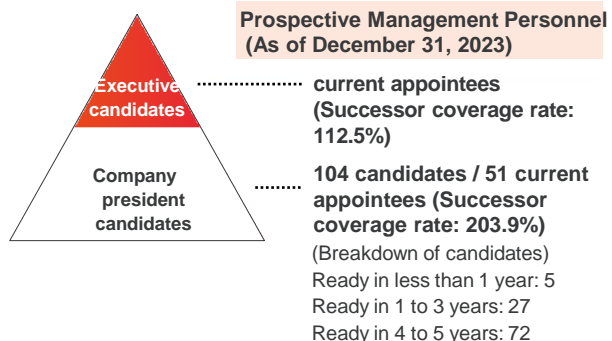 Prospective Management Personnel
(As of December 31, 2023)
Executive
candidates
current appointees
(Successor coverage rate:
112.5%)
Company
president
candidates
104 candidates / 51 current
appointees (Successor
coverage rate: 203.9%)
(Breakdown of candidates)
Ready in less than 1 year: 5
Ready in 1 to 3 years: 27
Ready in 4 to 5 years: 72